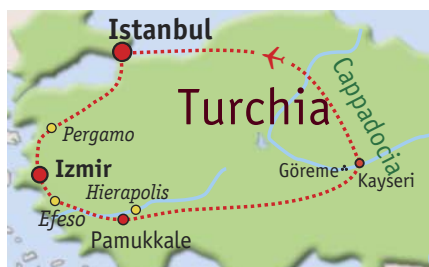 Istanbul
Turchia
Cappadocia
Pergamo
Izmir
Göreme
Kayseri
Hierapolis
Efeso
Pamukkale